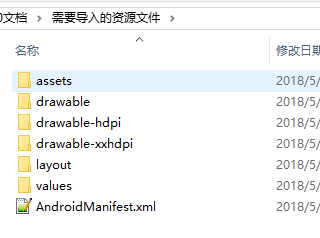 文档 > 需要导入的资源文件 >
名称 修改日期
assets 2018/5/
drawable 2018/5/
drawable-hdpi 2018/5/
drawable-xxhdpi 2018/5/
layout 2018/5/
values 2018/5/
AndroidManifest.xml 2018/5/